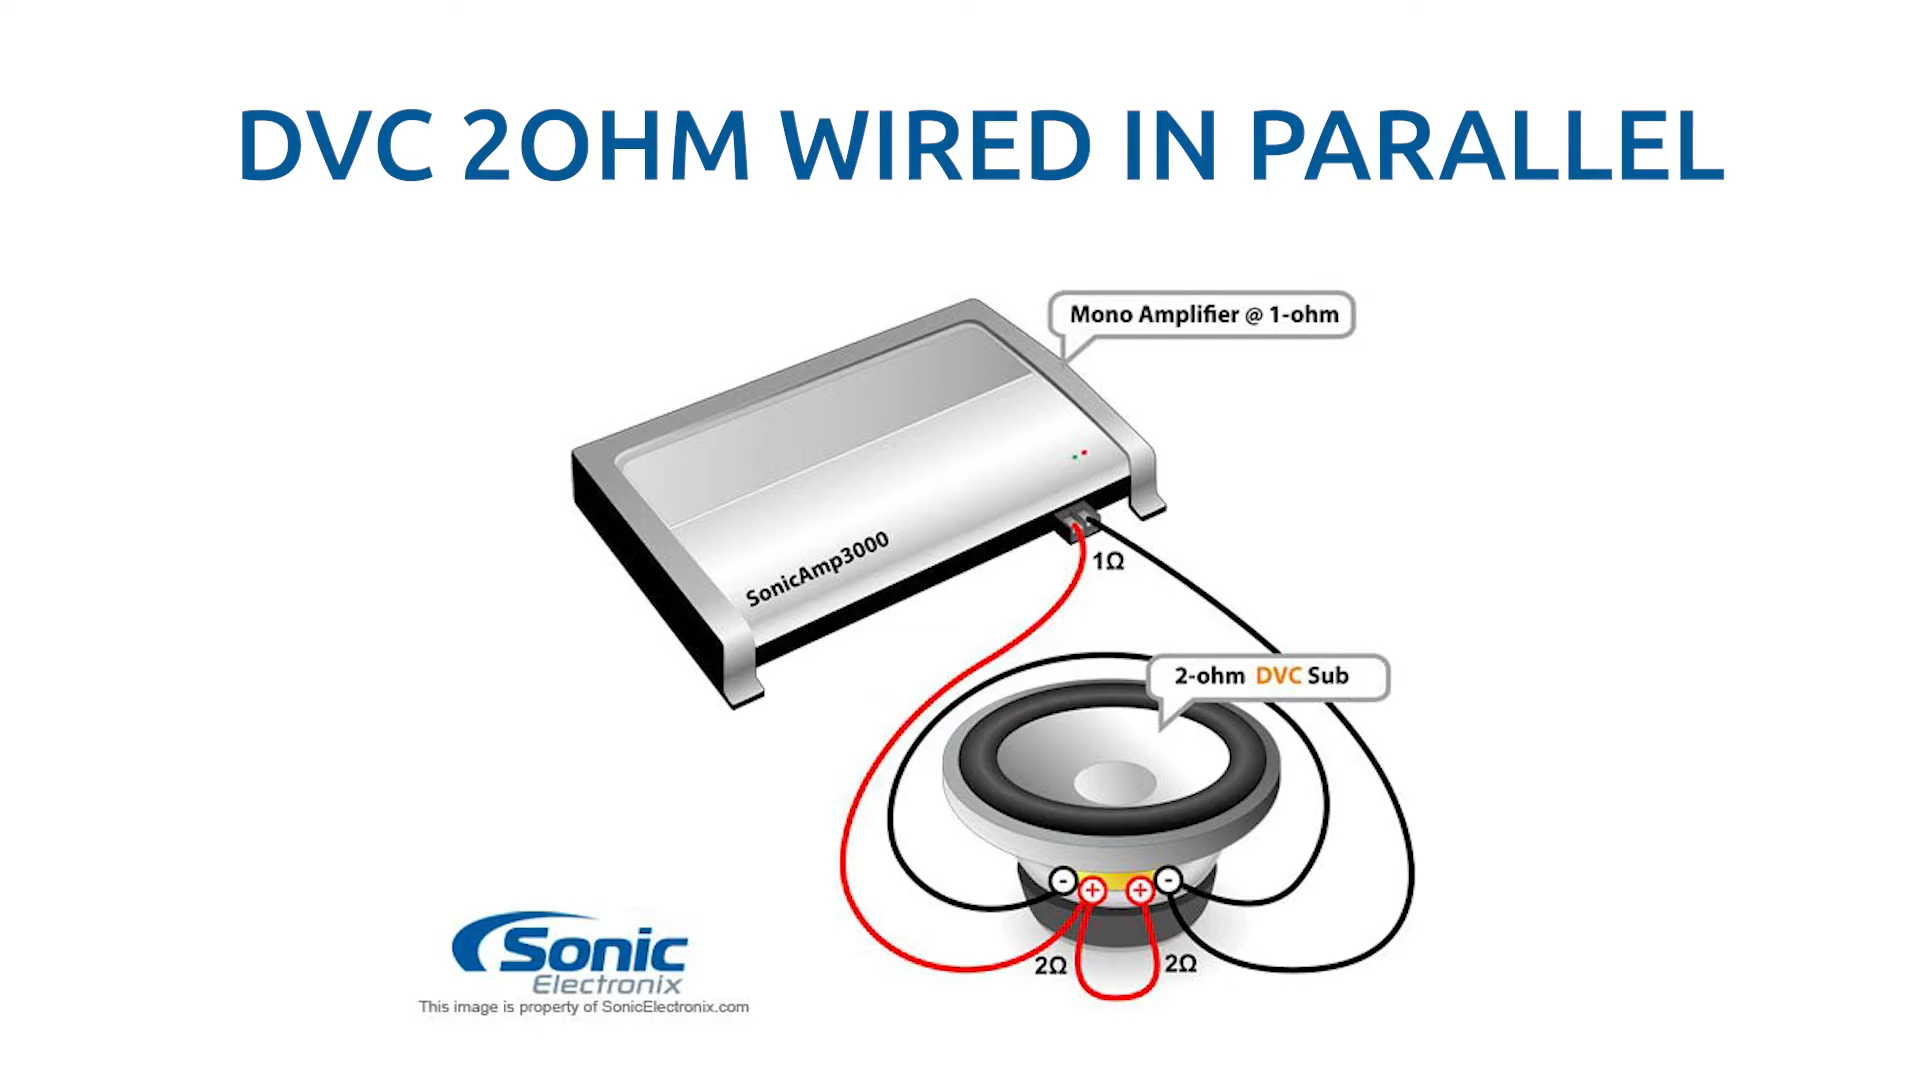 DVC 2OHM WIRED IN PARALLEL
Mono Amplifier @ 1-ohm
SonicAmp3000
1Ω
2-ohm DVC Sub
- + + -
2Ω 2Ω
Sonic
Electronix
This image is property of SonicElectronix.com